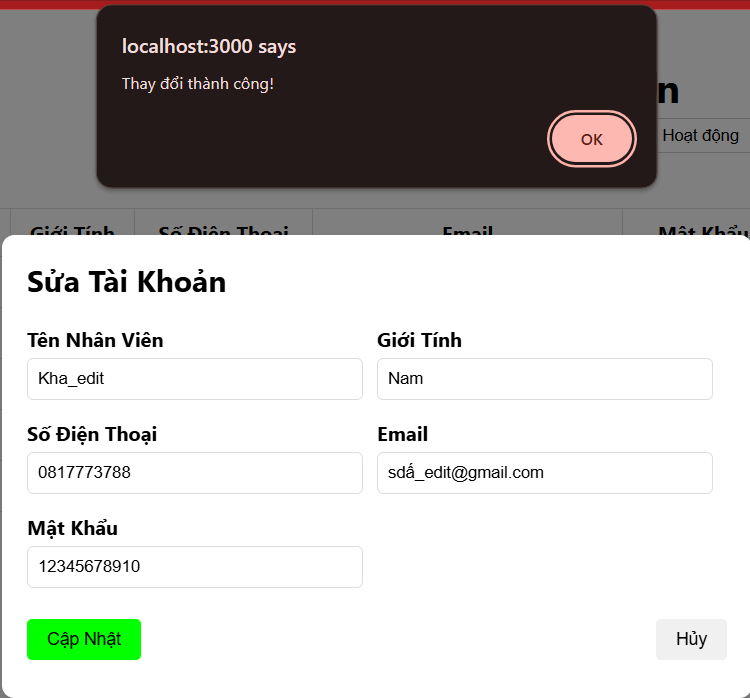 localhost:3000 says
Thay đổi thành công!
OK
n
Hoạt động
Giới Tính Số Điện Thoại Email Mật Khẩu
Sửa Tài Khoản
Tên Nhân Viên Giới Tính
Kha_edit Nam
Số Điện Thoại Email
0817773788 sdấ_edit@gmail.com
Mật Khẩu
12345678910
Cập Nhật Hủy